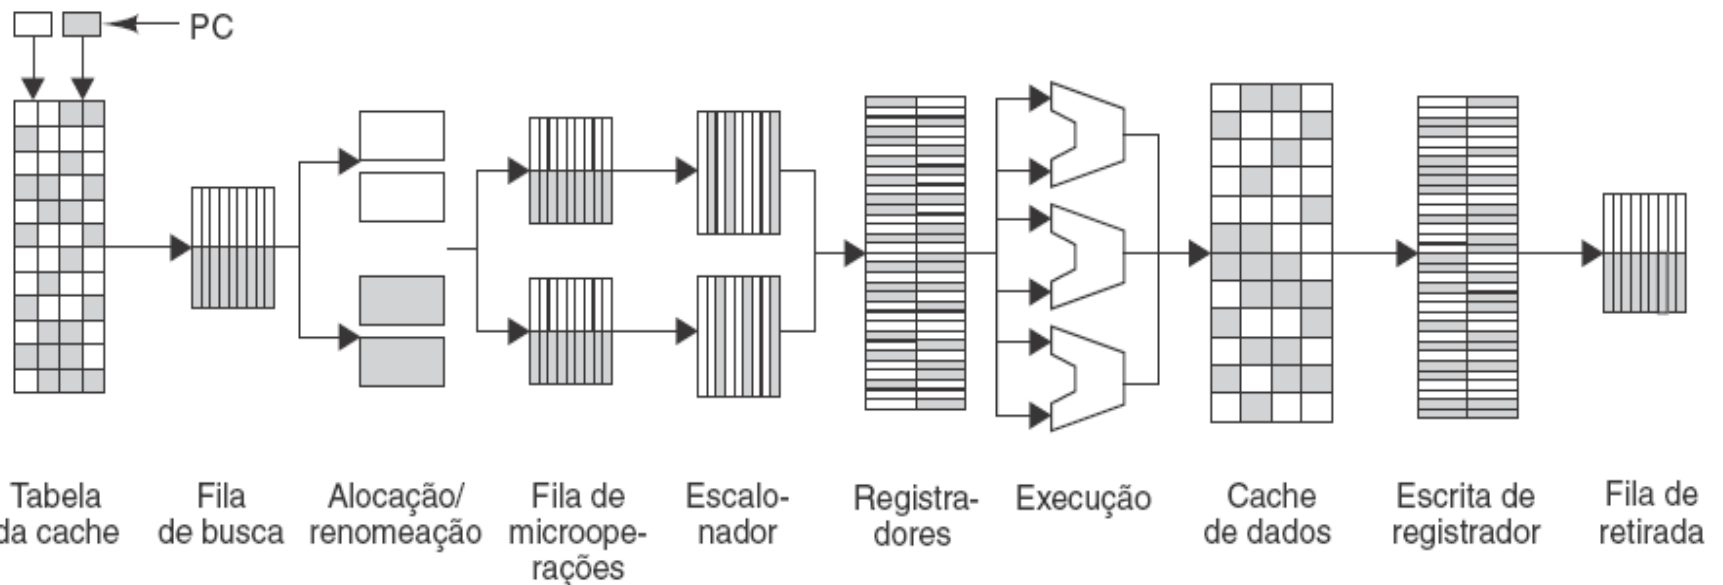 PC
Tabela
da cache
Fila
de busca
Alocação/
renomeação
Fila de
microope-
rações
Escalo-
nador
Registra-
dores
Execução
Cache
de dados
Escrita de
registrador
Fila de
retirada